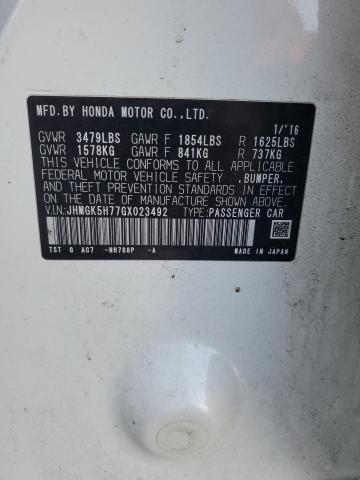 MFD.BY HONDA MOTOR CO.,LTD.
1/'16
GVWR 3479LBS GAWR F 1854LBS R 1625LBS
GVWR 1578KG GAWR F 841KG R 737KG
THIS VEHICLE CONFORMS TO ALL APPLICABLE
FEDERAL MOTOR VEHICLE SAFETY ,BUMPER,
AND THEFT PREVENTION STANDARDS IN EFFECT
ON THE DATE OF MANUFACTURE SHOWN ABOVE.
V.I.N:JHMGK5H77GX023492 TYPE:PASSENGER CAR
TST G AC7 -NH788P -A MADE IN JAPAN